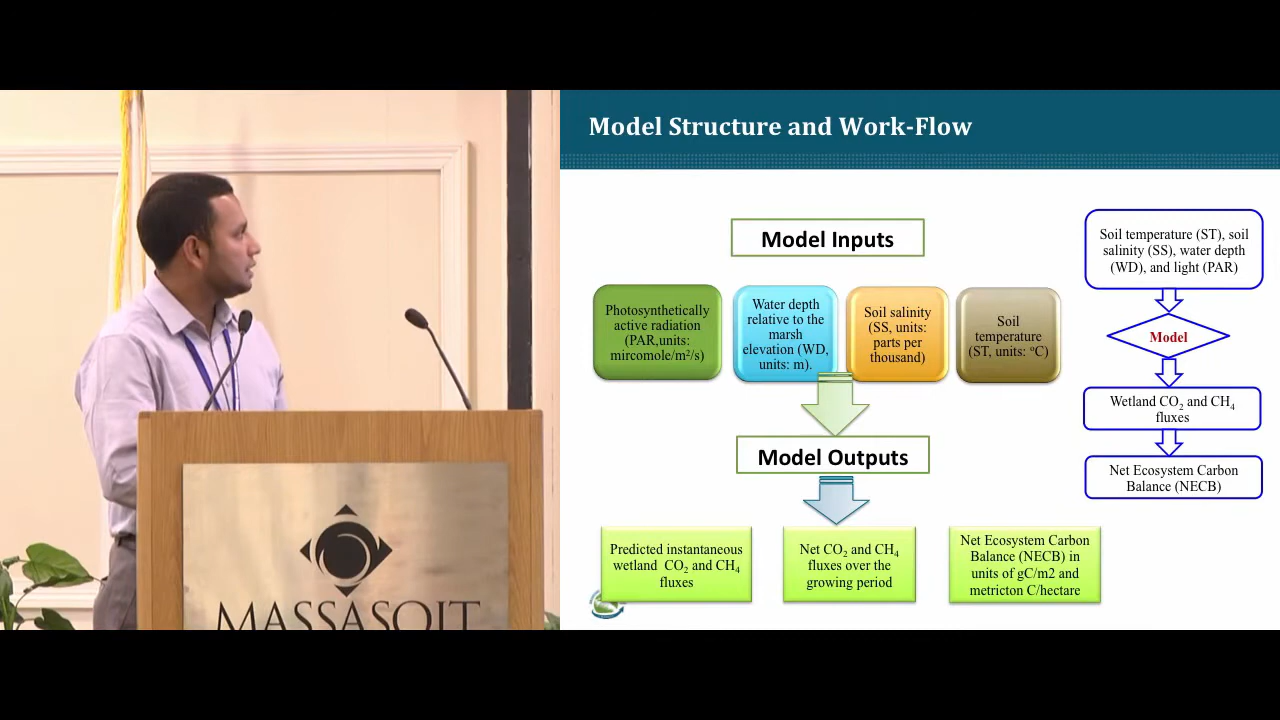 Model Structure and Work-Flow
Model Inputs
Photosynthetically
active radiation
(PAR,units:
mircomole/m²/s)
Water depth
relative to the
marsh
elevation (WD,
units: m).
Soil salinity
(SS, units:
parts per
thousand)
Soil
temperature
(ST, units: ºC)
Model Outputs
Predicted instantaneous
wetland CO₂ and CH₄
fluxes
Net CO₂ and CH₄
fluxes over the
growing period
Net Ecosystem Carbon
Balance (NECB) in
units of gC/m2 and
metricton C/hectare
Soil temperature (ST), soil
salinity (SS), water depth
(WD), and light (PAR)
Model
Wetland CO₂ and CH₄
fluxes
Net Ecosystem Carbon
Balance (NECB)
MASSASOIT